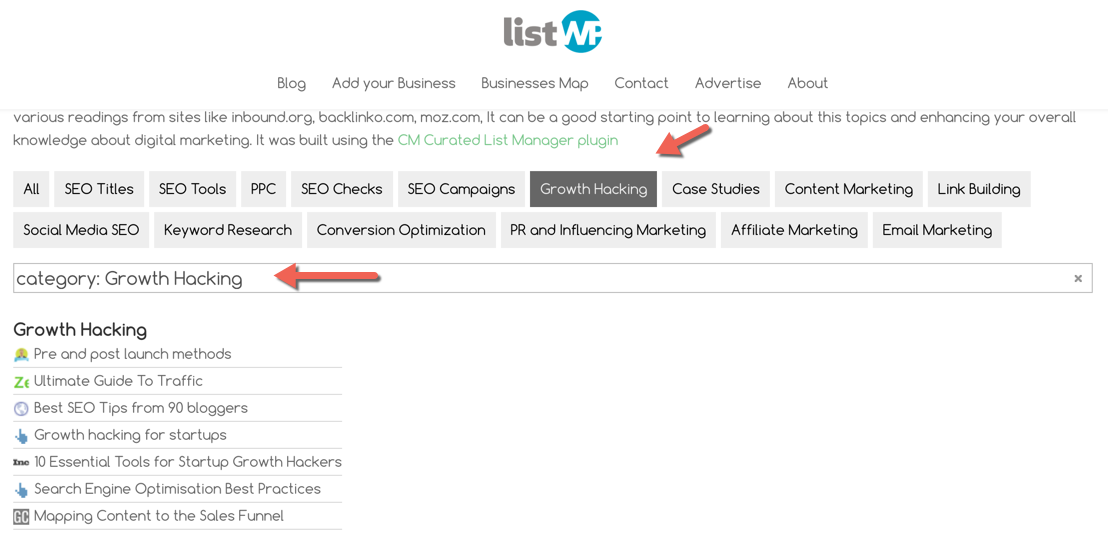 listWP
Blog Add your Business Businesses Map Contact Advertise About
various readings from sites like inbound.org, backlinko.com, moz.com, It can be a good starting point to learning about this topics and enhancing your overall
knowledge about digital marketing. It was built using the CM Curated List Manager plugin
All SEO Titles SEO Tools PPC SEO Checks SEO Campaigns Growth Hacking Case Studies Content Marketing Link Building
Social Media SEO Keyword Research Conversion Optimization PR and Influencing Marketing Affiliate Marketing Email Marketing
category: Growth Hacking ×
Growth Hacking
Pre and post launch methods
Ze Ultimate Guide To Traffic
Best SEO Tips from 90 bloggers
Growth hacking for startups
Inc 10 Essential Tools for Startup Growth Hackers
Search Engine Optimisation Best Practices
GC Mapping Content to the Sales Funnel